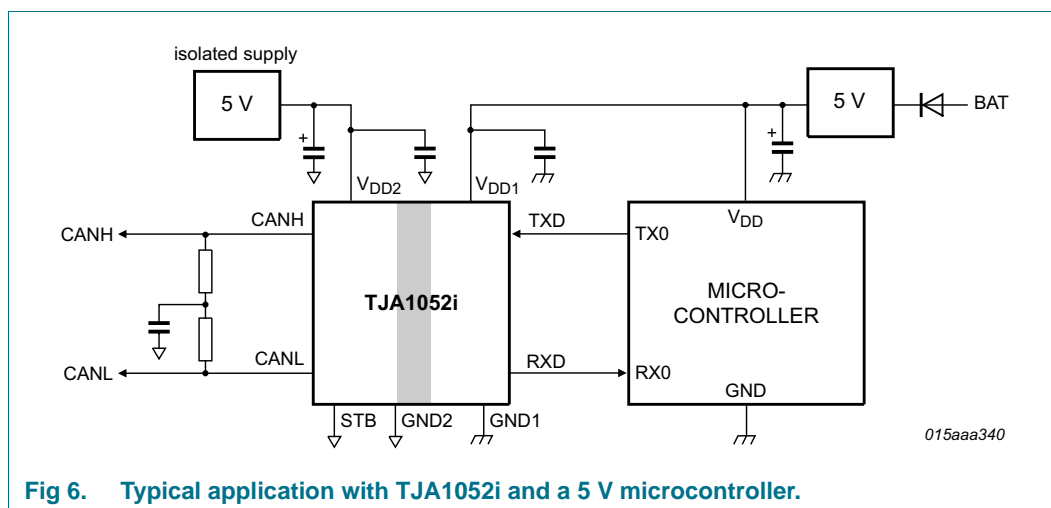 isolated supply
5 V
5 V
BAT
+
+
VDD2
VDD1
CANH
CANH
TXD
TX0
VDD
TJA1052i
MICRO-
CONTROLLER
CANL
CANL
RXD
RX0
GND
STB
GND2
GND1
015aaa340
Fig 6. Typical application with TJA1052i and a 5 V microcontroller.